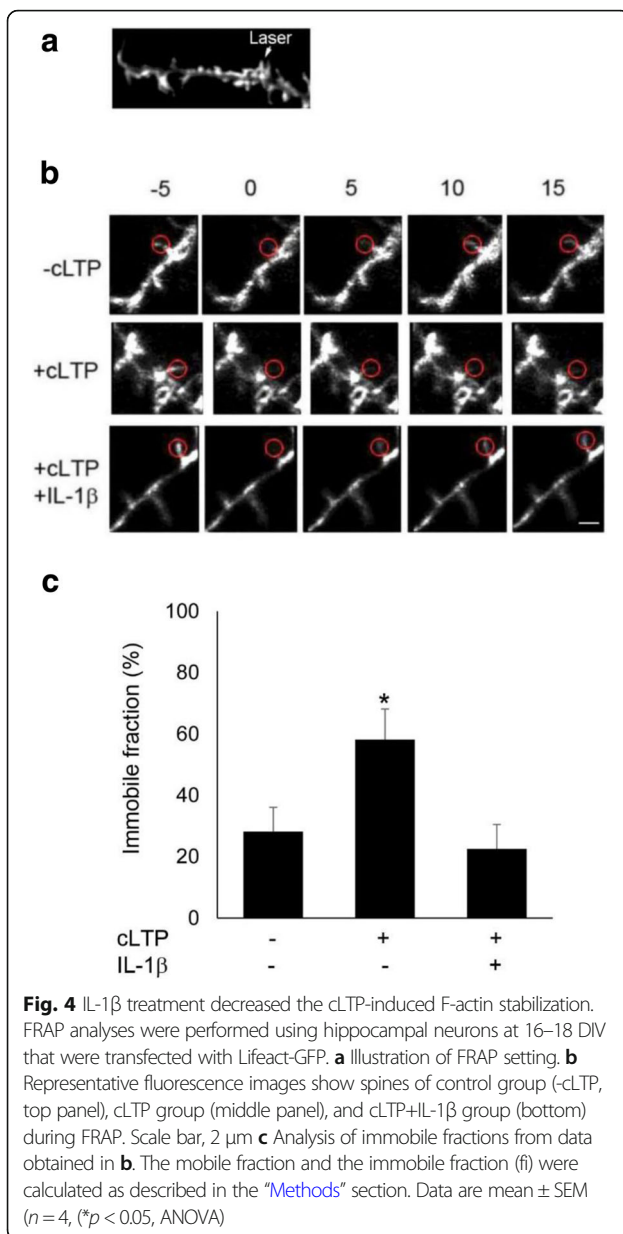 a
Laser
b
-5 0 5 10 15
-cLTP
+cLTP
+cLTP
+IL-1β
c
100
80
60
40
20
0
Immobile fraction (%)
*
cLTP - + +
IL-1β - - +
Fig. 4 IL-1β treatment decreased the cLTP-induced F-actin stabilization.
FRAP analyses were performed using hippocampal neurons at 16–18 DIV
that were transfected with Lifeact-GFP. a Illustration of FRAP setting. b
Representative fluorescence images show spines of control group (-cLTP,
top panel), cLTP group (middle panel), and cLTP+IL-1β group (bottom)
during FRAP. Scale bar, 2 μm c Analysis of immobile fractions from data
obtained in b. The mobile fraction and the immobile fraction (fi) were
calculated as described in the “Methods” section. Data are mean ± SEM
(n = 4, (*p < 0.05, ANOVA)